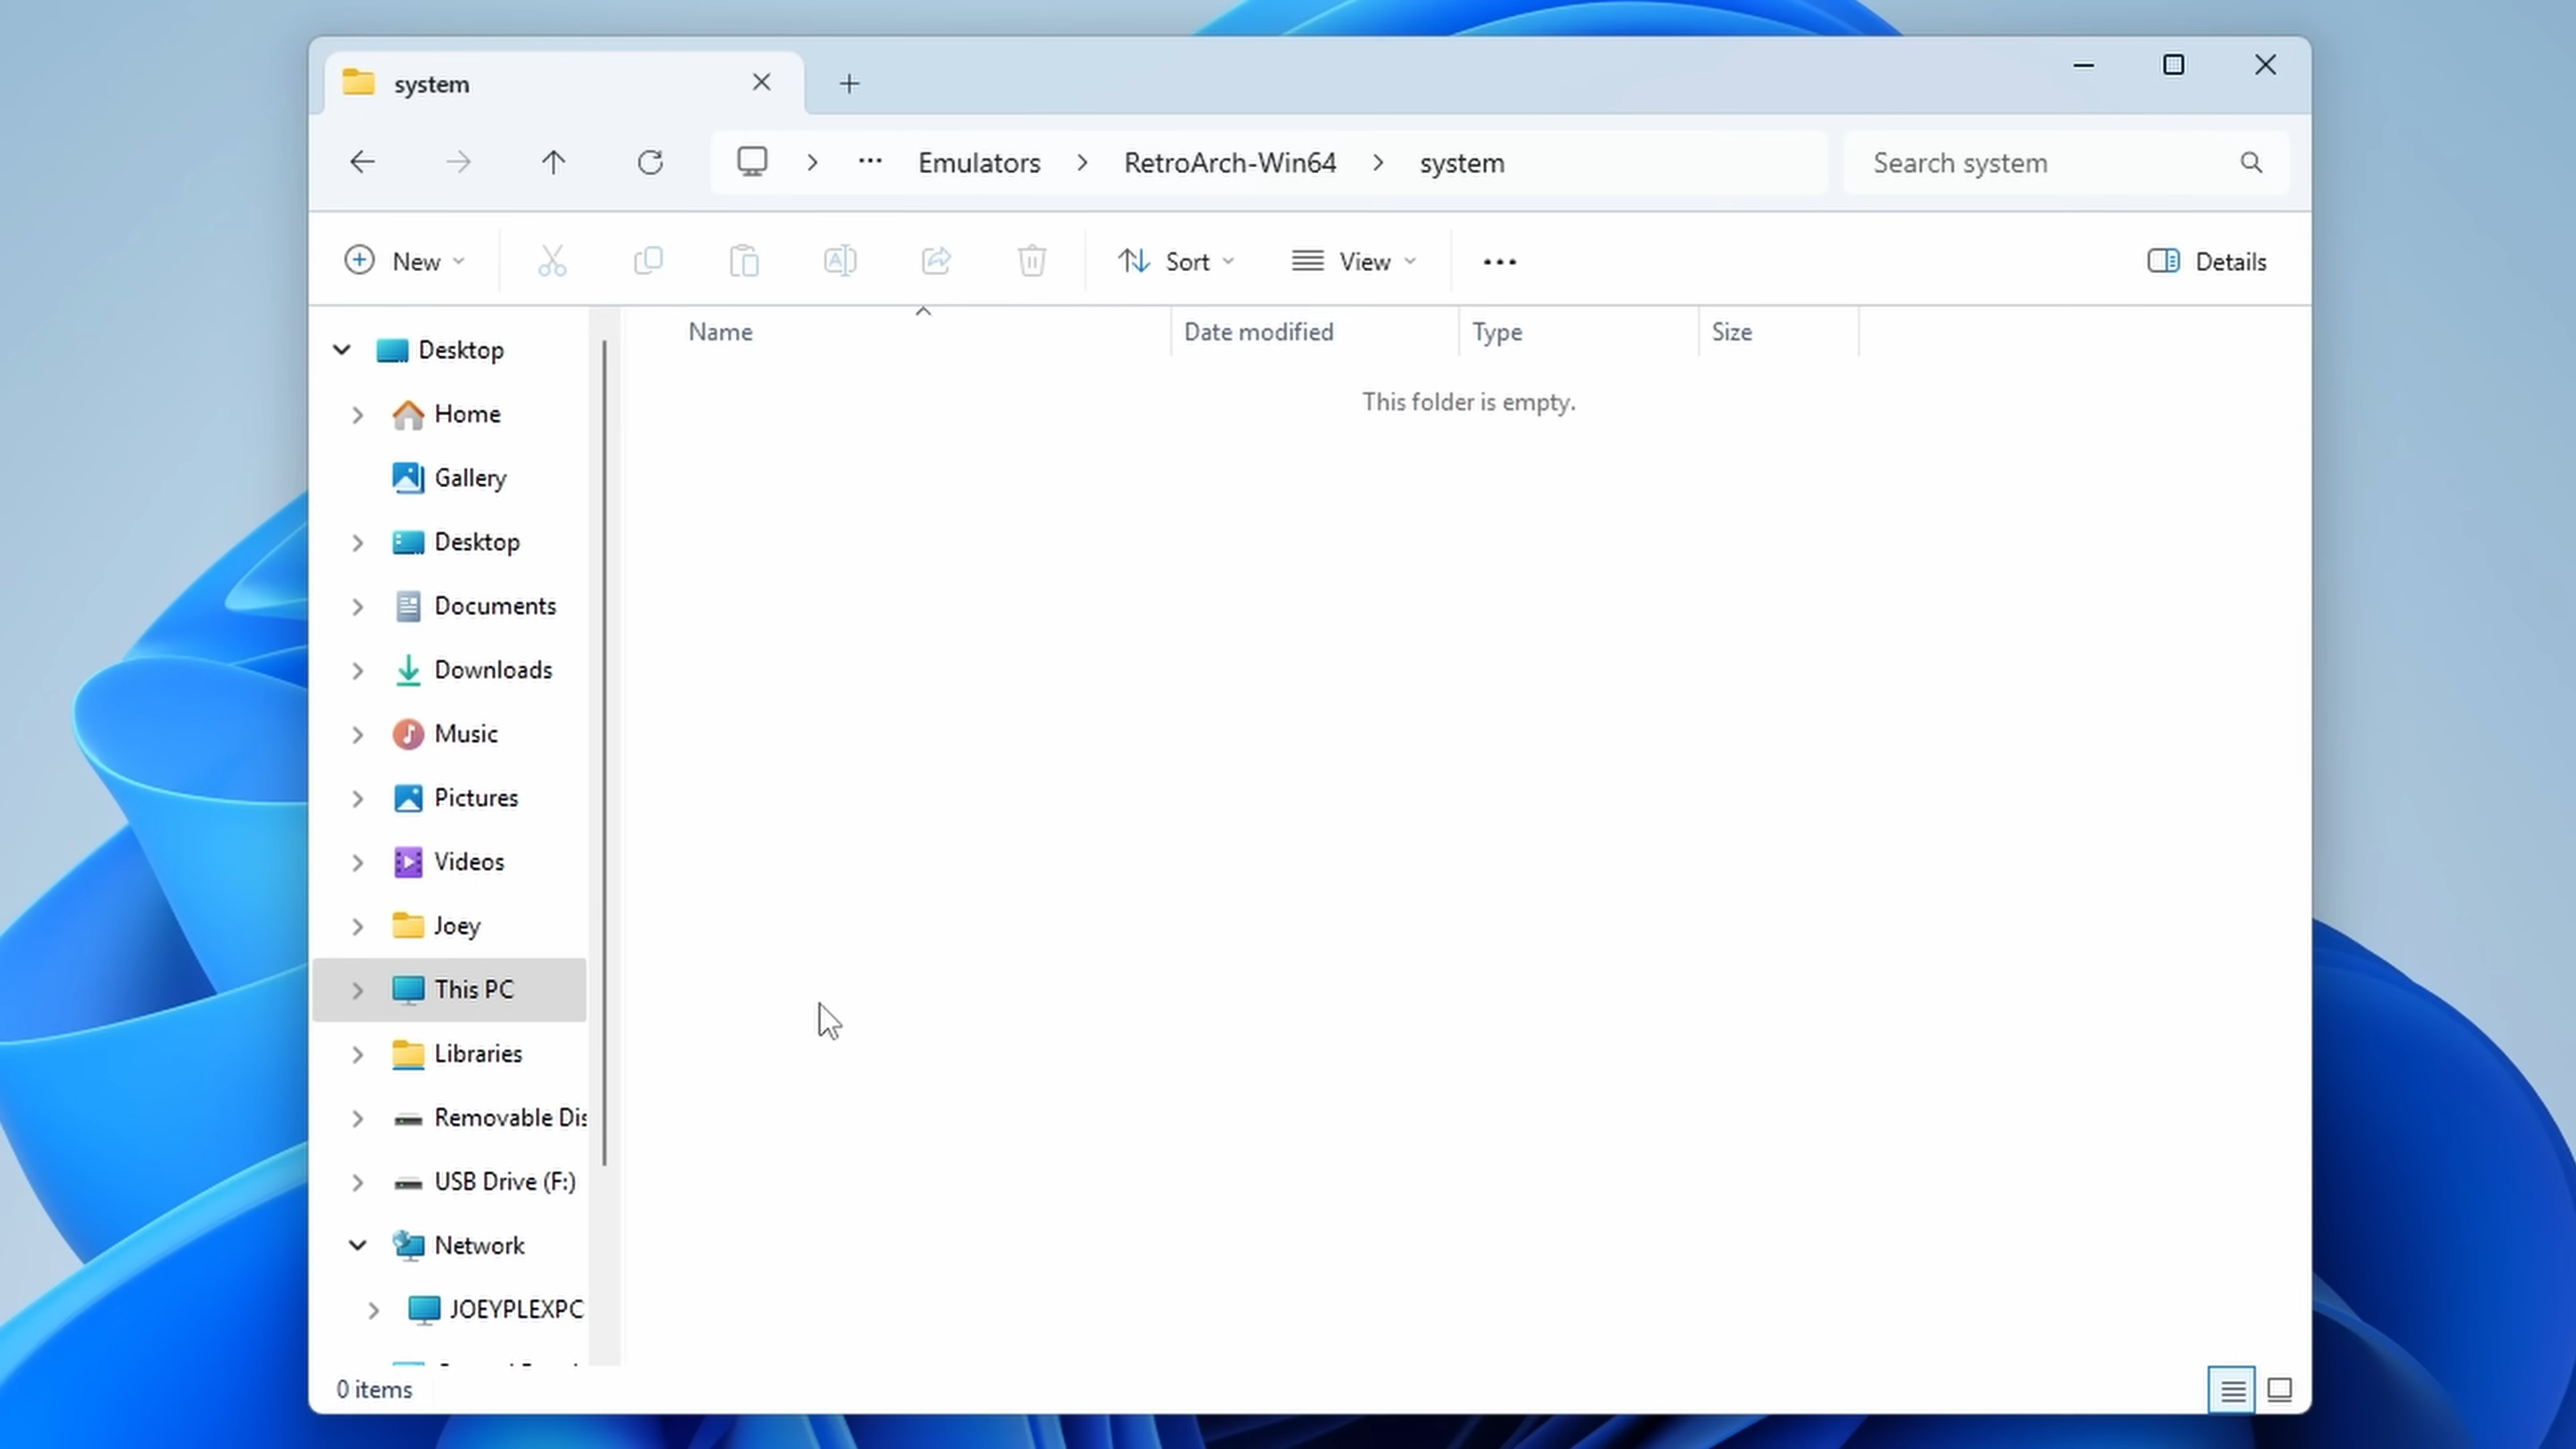 system
Emulators
RetroArch-Win64
system
Search system
New
Sort
View
Details
Name
Date modified
Type
Size
This folder is empty.
Desktop
Home
Gallery
Desktop
Documents
Downloads
Music
Pictures
Videos
Joey
This PC
Libraries
Removable Dis
USB Drive (F:)
Network
JOEYPLEXPC
0 items